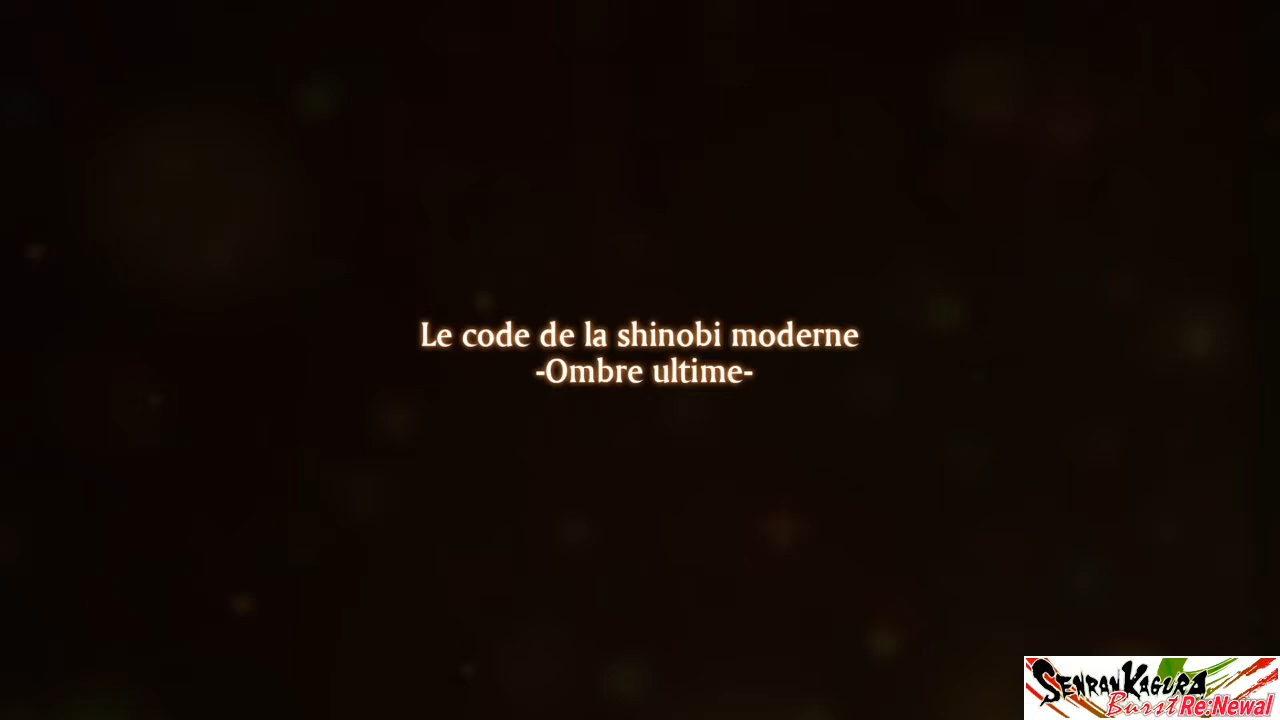 Le code de la shinobi moderne
-Ombre ultime-
SENRAN KAGURA
Burst Re:Newal